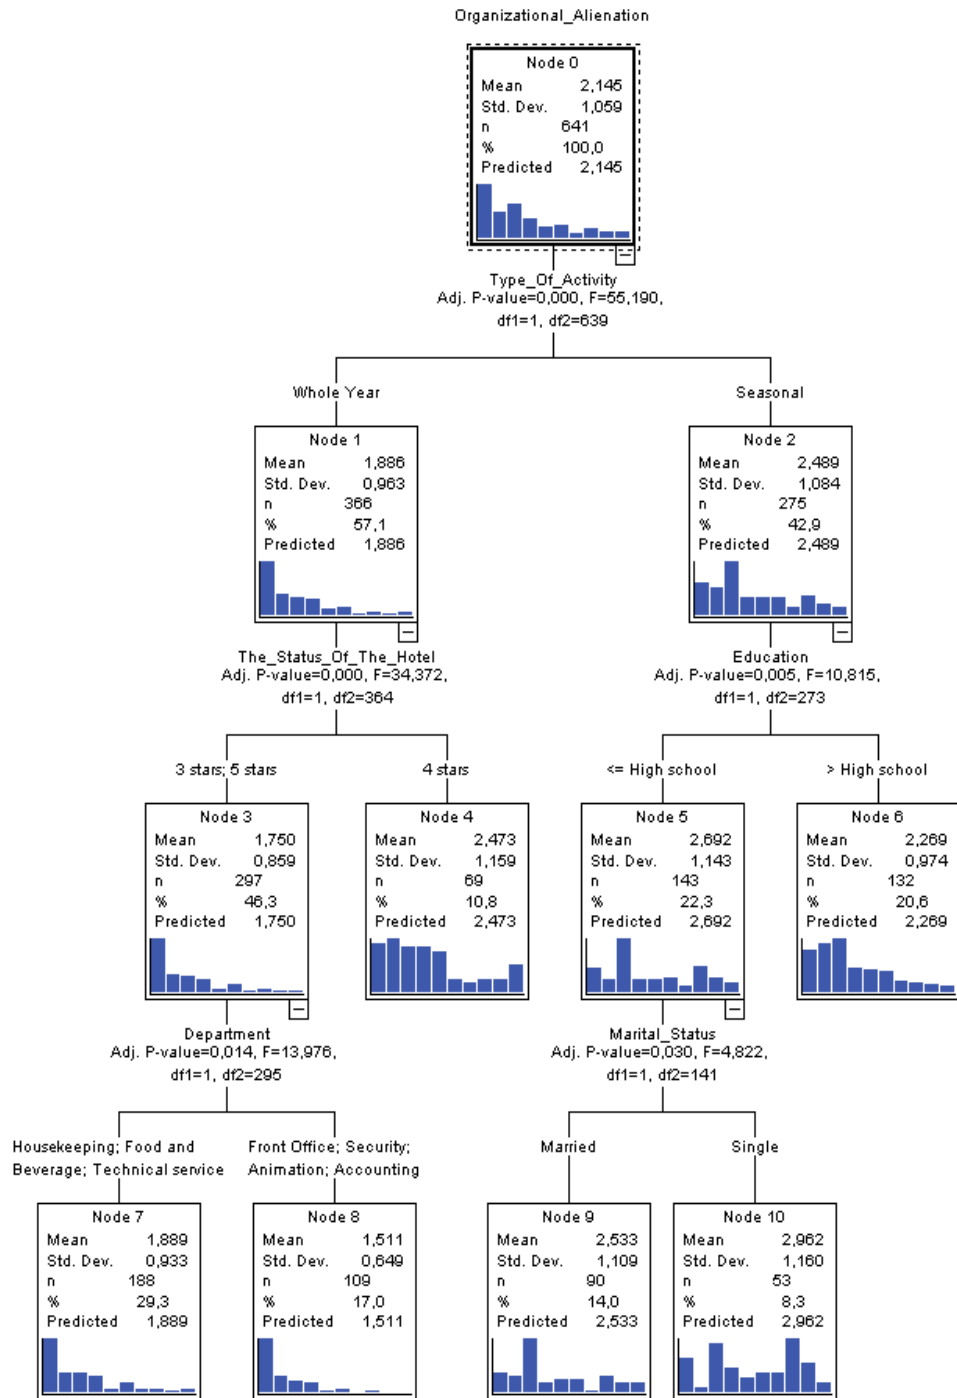 Organizational_Alienation
Node 0
Mean 2,145
Std. Dev. 1,059
n 641
% 100,0
Predicted 2,145
Type_Of_Activity
Adj. P-value=0,000, F=55,190,
df1=1, df2=639
Whole Year
Seasonal
Node 1
Mean 1,886
Std. Dev. 0,963
n 366
% 57,1
Predicted 1,886
Node 2
Mean 2,489
Std. Dev. 1,084
n 275
% 42,9
Predicted 2,489
The_Status_Of_The_Hotel
Adj. P-value=0,000, F=34,372,
df1=1, df2=364
Education
Adj. P-value=0,005, F=10,815,
df1=1, df2=273
3 stars; 5 stars
4 stars
<= High school
> High school
Node 3
Mean 1,750
Std. Dev. 0,859
n 297
% 46,3
Predicted 1,750
Node 4
Mean 2,473
Std. Dev. 1,159
n 69
% 10,8
Predicted 2,473
Node 5
Mean 2,692
Std. Dev. 1,143
n 143
% 22,3
Predicted 2,692
Node 6
Mean 2,269
Std. Dev. 0,974
n 132
% 20,6
Predicted 2,269
Department
Adj. P-value=0,014, F=13,976,
df1=1, df2=295
Marital_Status
Adj. P-value=0,030, F=4,822,
df1=1, df2=141
Housekeeping; Food and
Beverage; Technical service
Front Office; Security;
Animation; Accounting
Married
Single
Node 7
Mean 1,889
Std. Dev. 0,933
n 188
% 29,3
Predicted 1,889
Node 8
Mean 1,511
Std. Dev. 0,649
n 109
% 17,0
Predicted 1,511
Node 9
Mean 2,533
Std. Dev. 1,109
n 90
% 14,0
Predicted 2,533
Node 10
Mean 2,962
Std. Dev. 1,160
n 53
% 8,3
Predicted 2,962